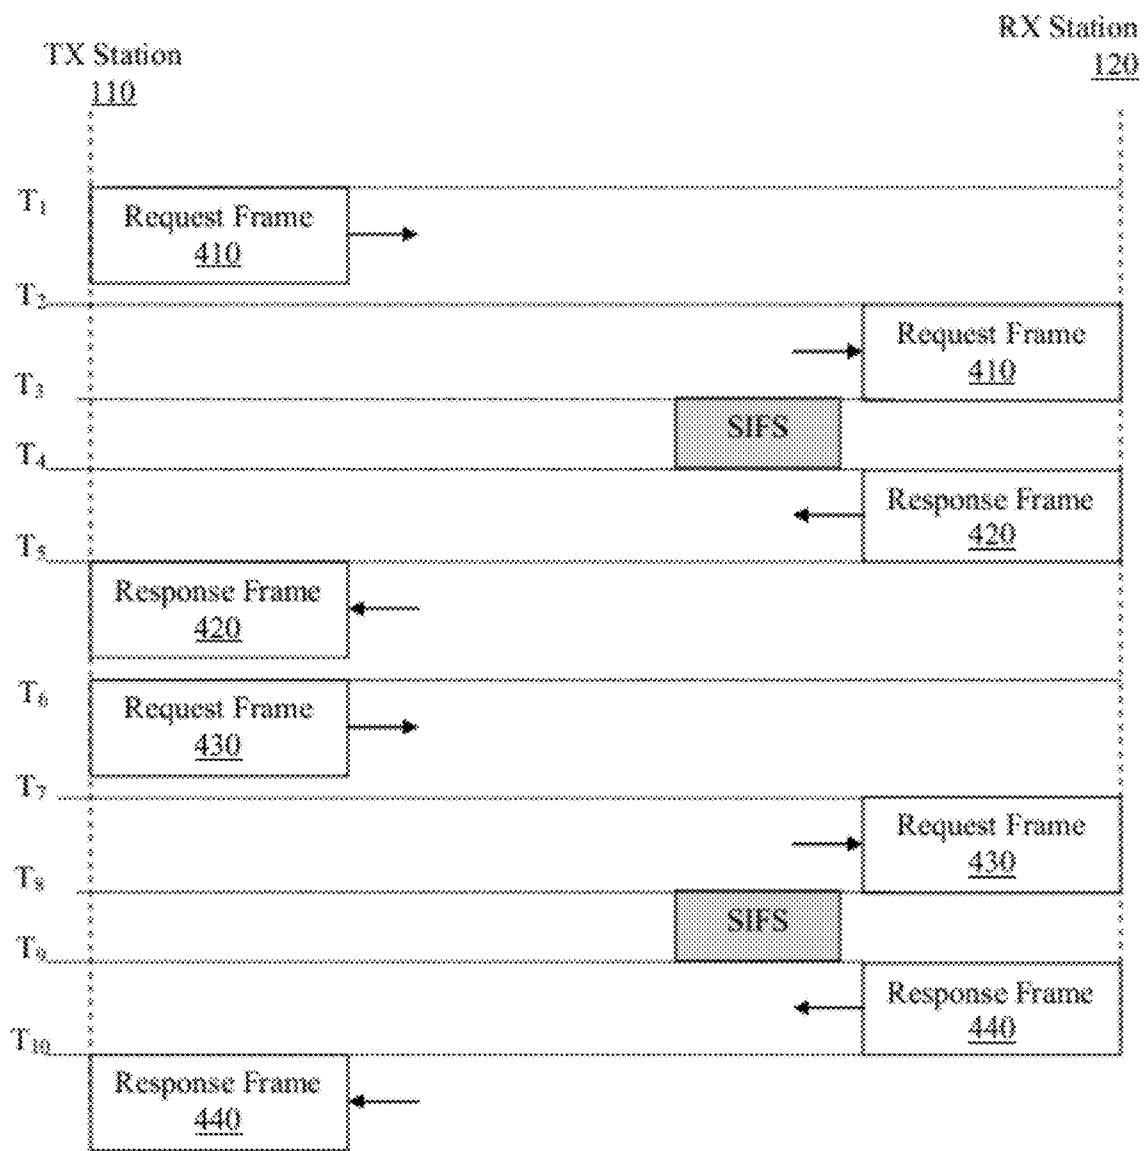 RX Station
120
TX Station
110
T1
Request Frame
410
T2
Request Frame
410
T3
SIFS
T4
Response Frame
420
T5
Response Frame
420
T6
Request Frame
430
T7
Request Frame
430
T8
SIFS
T9
Response Frame
440
T10
Response Frame
440